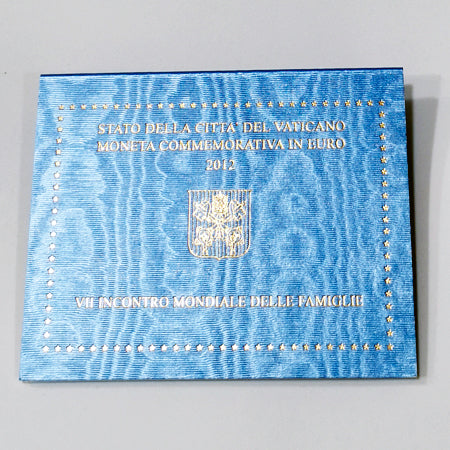 STATO DELLA CITTA' DEL VATICANO
MONETA COMMEMORATIVA IN EURO
2012
VII INCONTRO MONDIALE DELLE FAMIGLIE